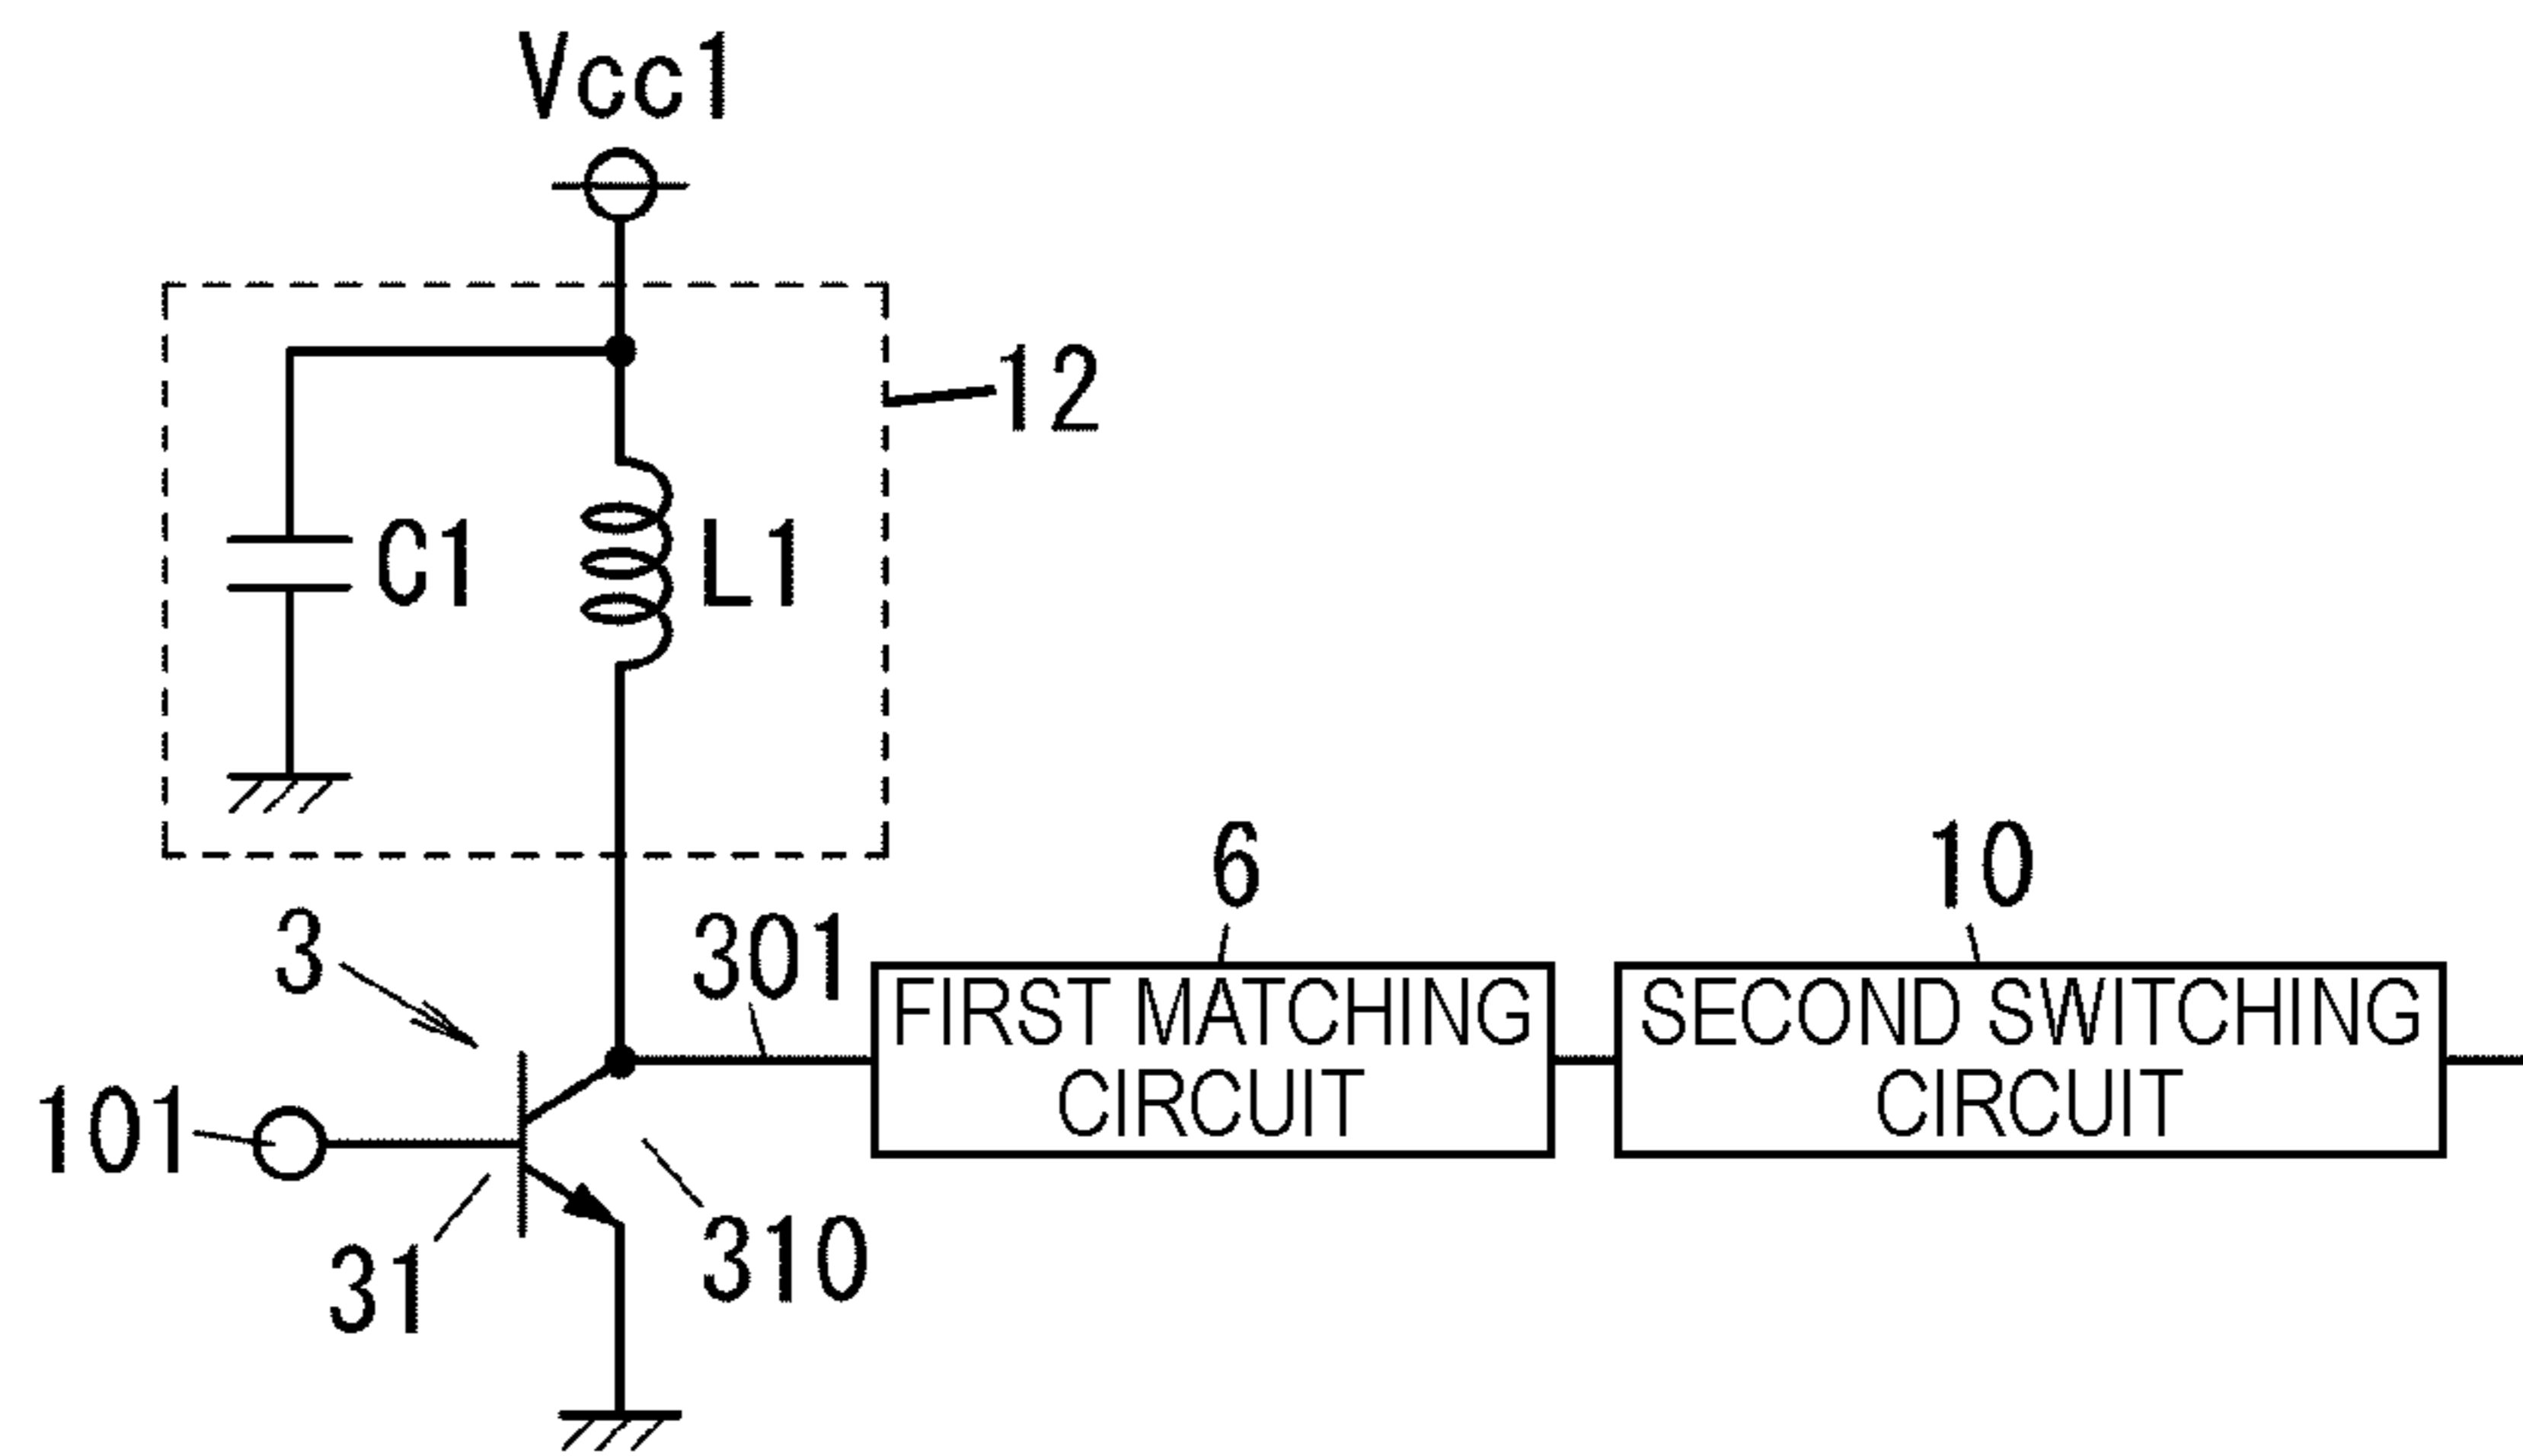 Vcc1
12
C1
L1
6
10
3
301
FIRST MATCHING
CIRCUIT
SECOND SWITCHING
CIRCUIT
101
31
310